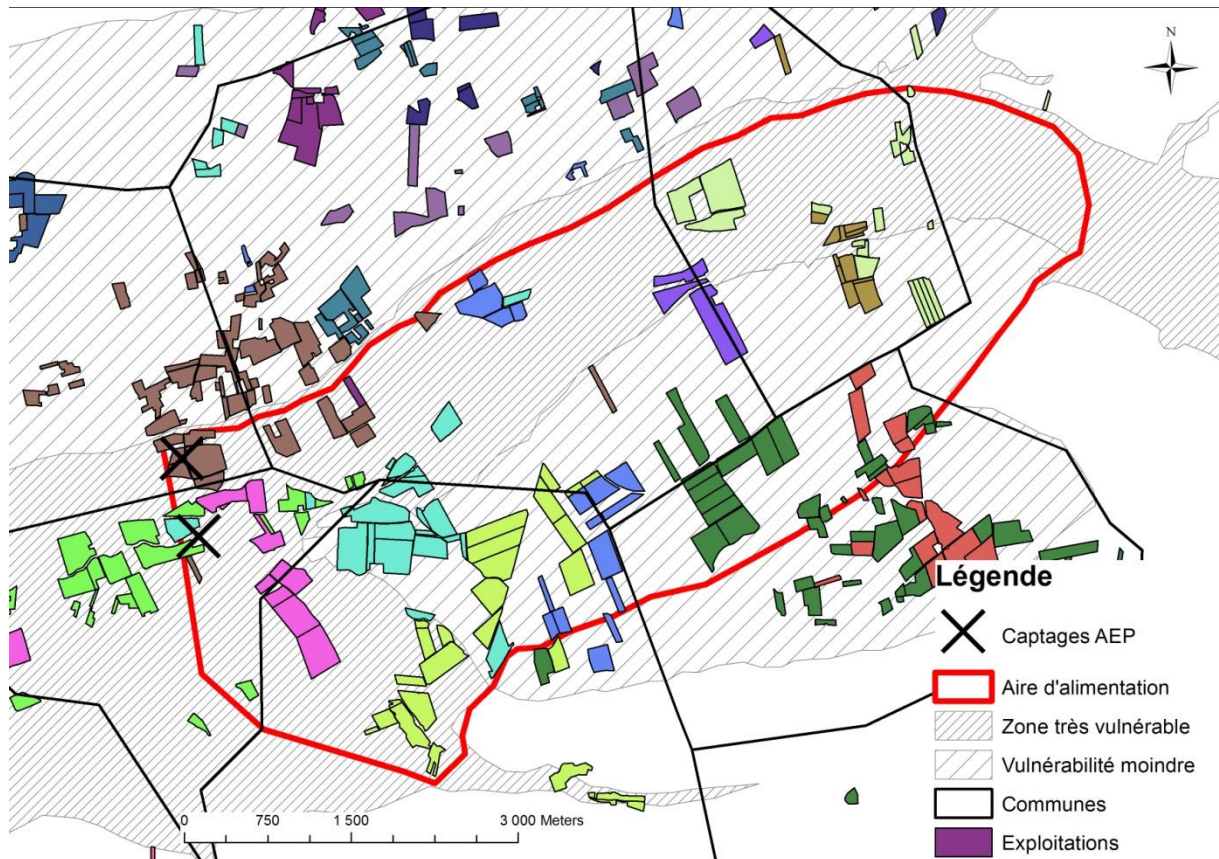 N
Légende
Captages AEP
Aire d'alimentation
Zone très vulnérable
Vulnérabilité moindre
Communes
Exploitations
0 750 1 500 3 000 Meters